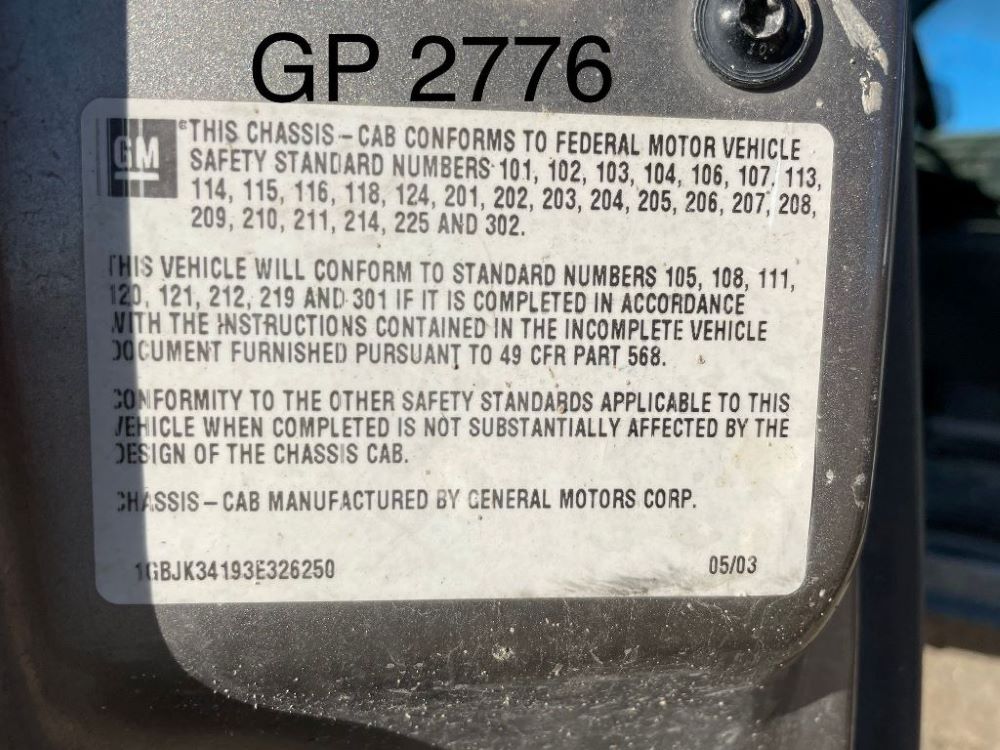 GP 2776
GM
THIS CHASSIS – CAB CONFORMS TO FEDERAL MOTOR VEHICLE
SAFETY STANDARD NUMBERS 101, 102, 103, 104, 106, 107, 113,
114, 115, 116, 118, 124, 201, 202, 203, 204, 205, 206, 207, 208,
209, 210, 211, 214, 225 AND 302.
THIS VEHICLE WILL CONFORM TO STANDARD NUMBERS 105, 108, 111,
120, 121, 212, 219 AND 301 IF IT IS COMPLETED IN ACCORDANCE
WITH THE INSTRUCTIONS CONTAINED IN THE INCOMPLETE VEHICLE
DOCUMENT FURNISHED PURSUANT TO 49 CFR PART 568.
CONFORMITY TO THE OTHER SAFETY STANDARDS APPLICABLE TO THIS
VEHICLE WHEN COMPLETED IS NOT SUBSTANTIALLY AFFECTED BY THE
DESIGN OF THE CHASSIS CAB.
CHASSIS – CAB MANUFACTURED BY GENERAL MOTORS CORP.
1GBJK34193E326250 05/03